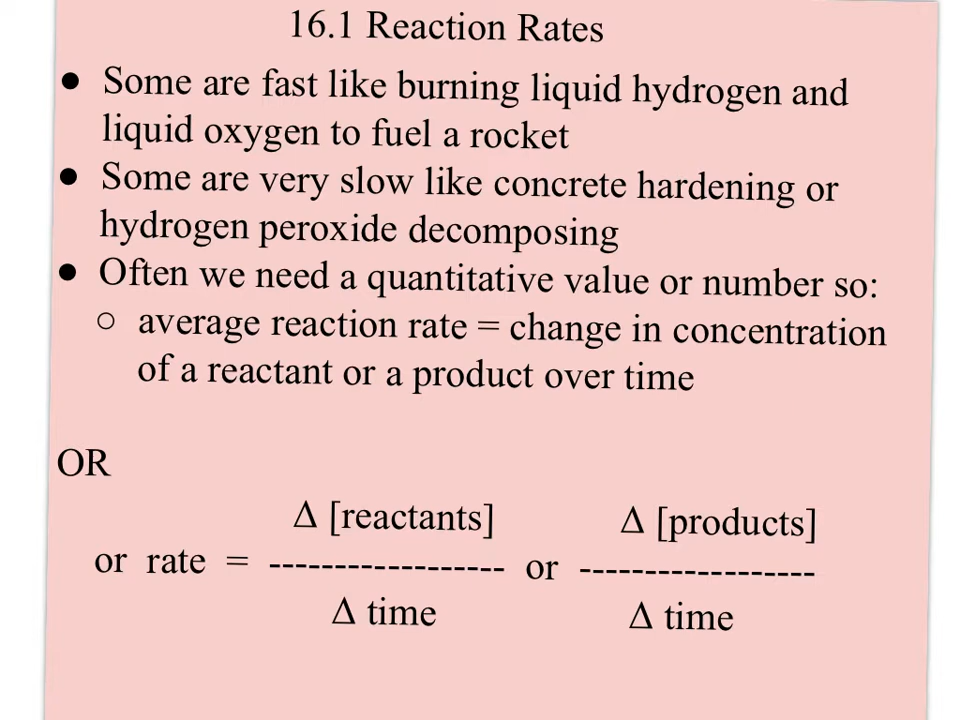 16.1 Reaction Rates
● Some are fast like burning liquid hydrogen and
liquid oxygen to fuel a rocket
● Some are very slow like concrete hardening or
hydrogen peroxide decomposing
● Often we need a quantitative value or number so:
○ average reaction rate = change in concentration
of a reactant or a product over time
OR
Δ [reactants] Δ [products]
or rate = ------------------ or ------------------
Δ time Δ time